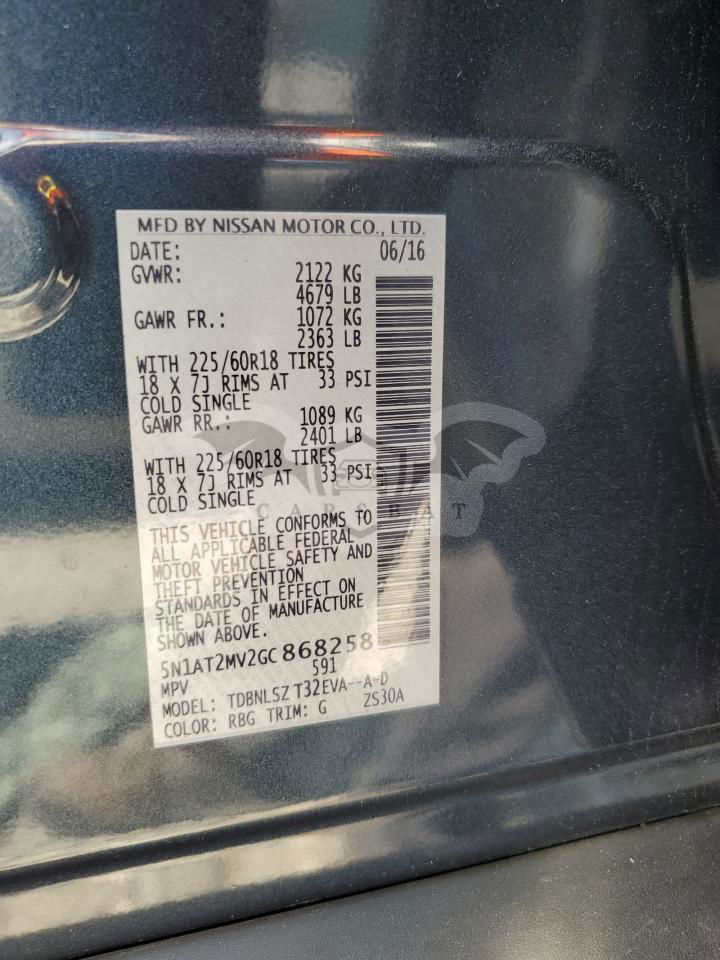 MFD BY NISSAN MOTOR CO., LTD.
DATE: 06/16
GVWR: 2122 KG
4679 LB
GAWR FR.: 1072 KG
2363 LB
WITH 225/60R18 TIRES
18 X 7J RIMS AT 33 PSI
COLD SINGLE
GAWR RR.: 1089 KG
2401 LB
WITH 225/60R18 TIRES
18 X 7J RIMS AT 33 PSI
COLD SINGLE
CARSBAT
THIS VEHICLE CONFORMS TO
ALL APPLICABLE FEDERAL
MOTOR VEHICLE SAFETY AND
THEFT PREVENTION
STANDARDS IN EFFECT ON
THE DATE OF MANUFACTURE
SHOWN ABOVE.
5N1AT2MV2GC868258
MPV 591
MODEL: TDBNLSZ T32EVA--A-D
COLOR: RBG TRIM: G ZS30A